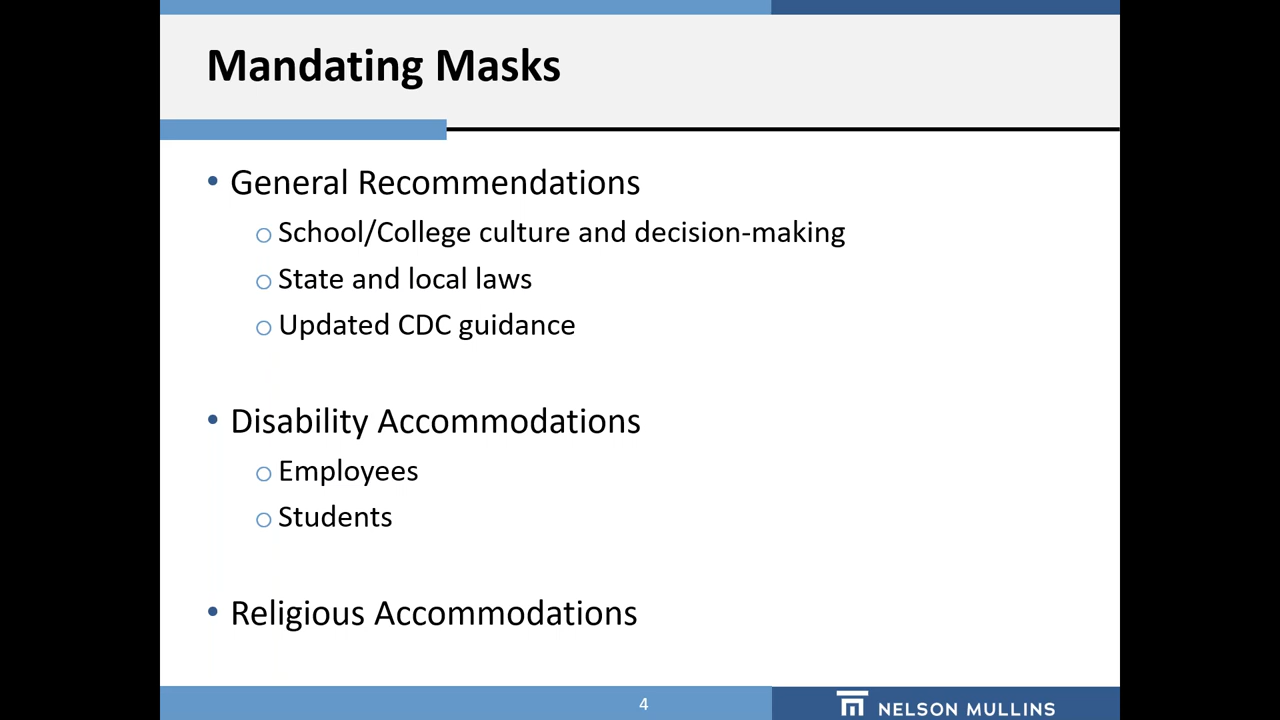 Mandating Masks
• General Recommendations
o School/College culture and decision-making
o State and local laws
o Updated CDC guidance
• Disability Accommodations
o Employees
o Students
• Religious Accommodations
4
NELSON MULLINS